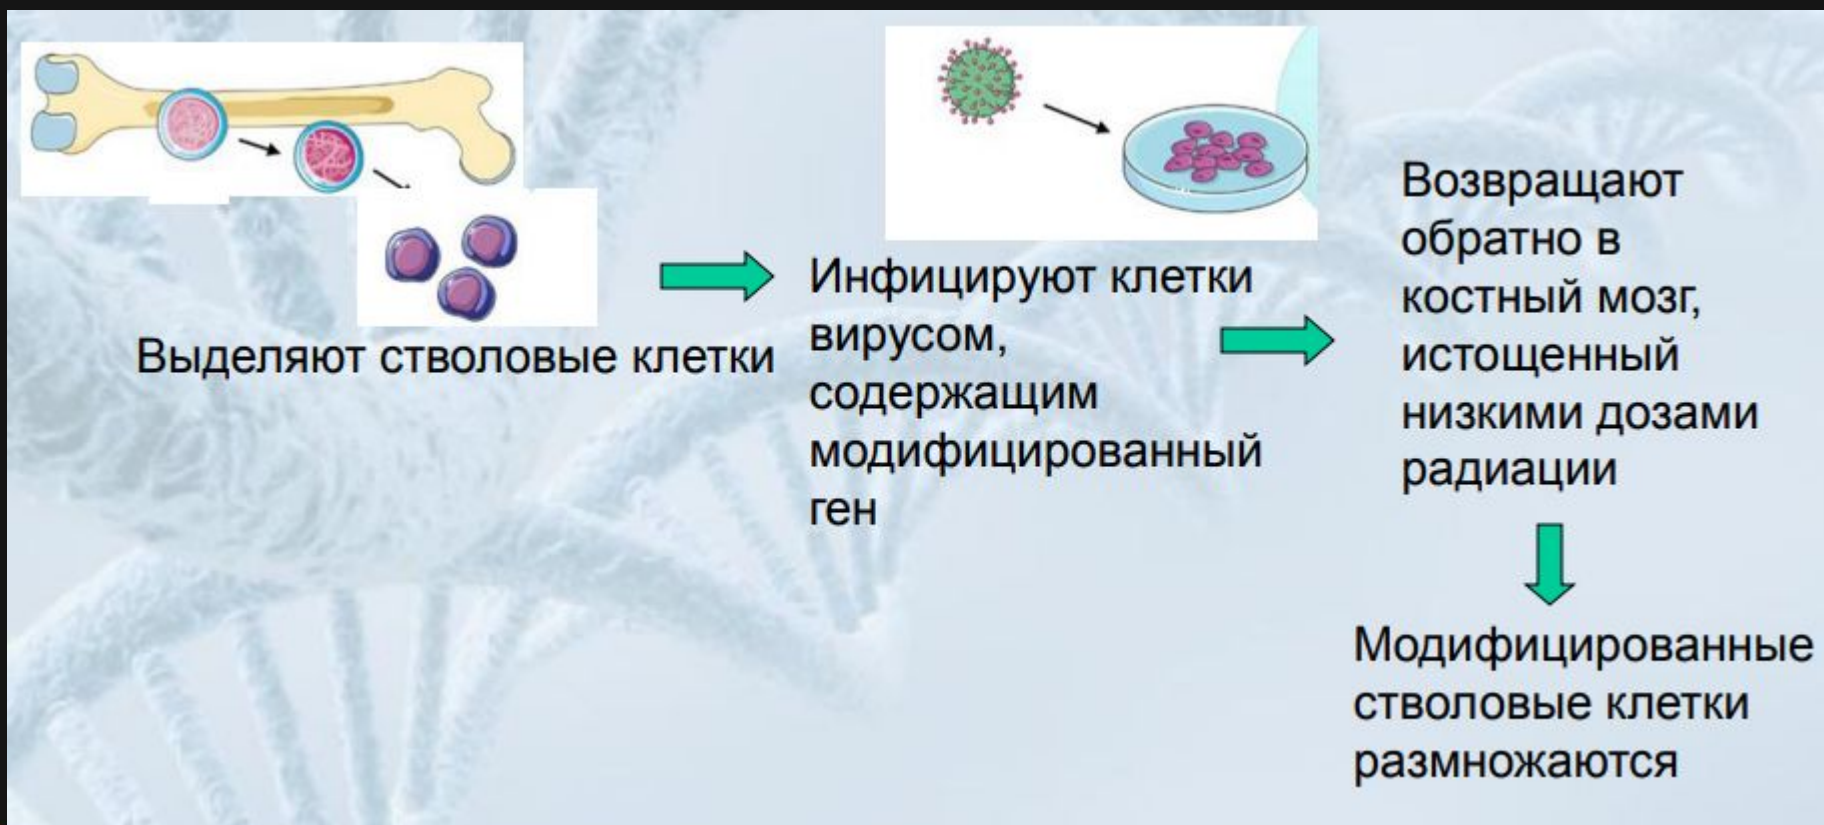 Выделяют стволовые клетки
Инфицируют клетки
вирусом,
содержащим
модифицированный
ген
Возвращают
обратно в
костный мозг,
истощенный
низкими дозами
радиации
Модифицированные
стволовые клетки
размножаются